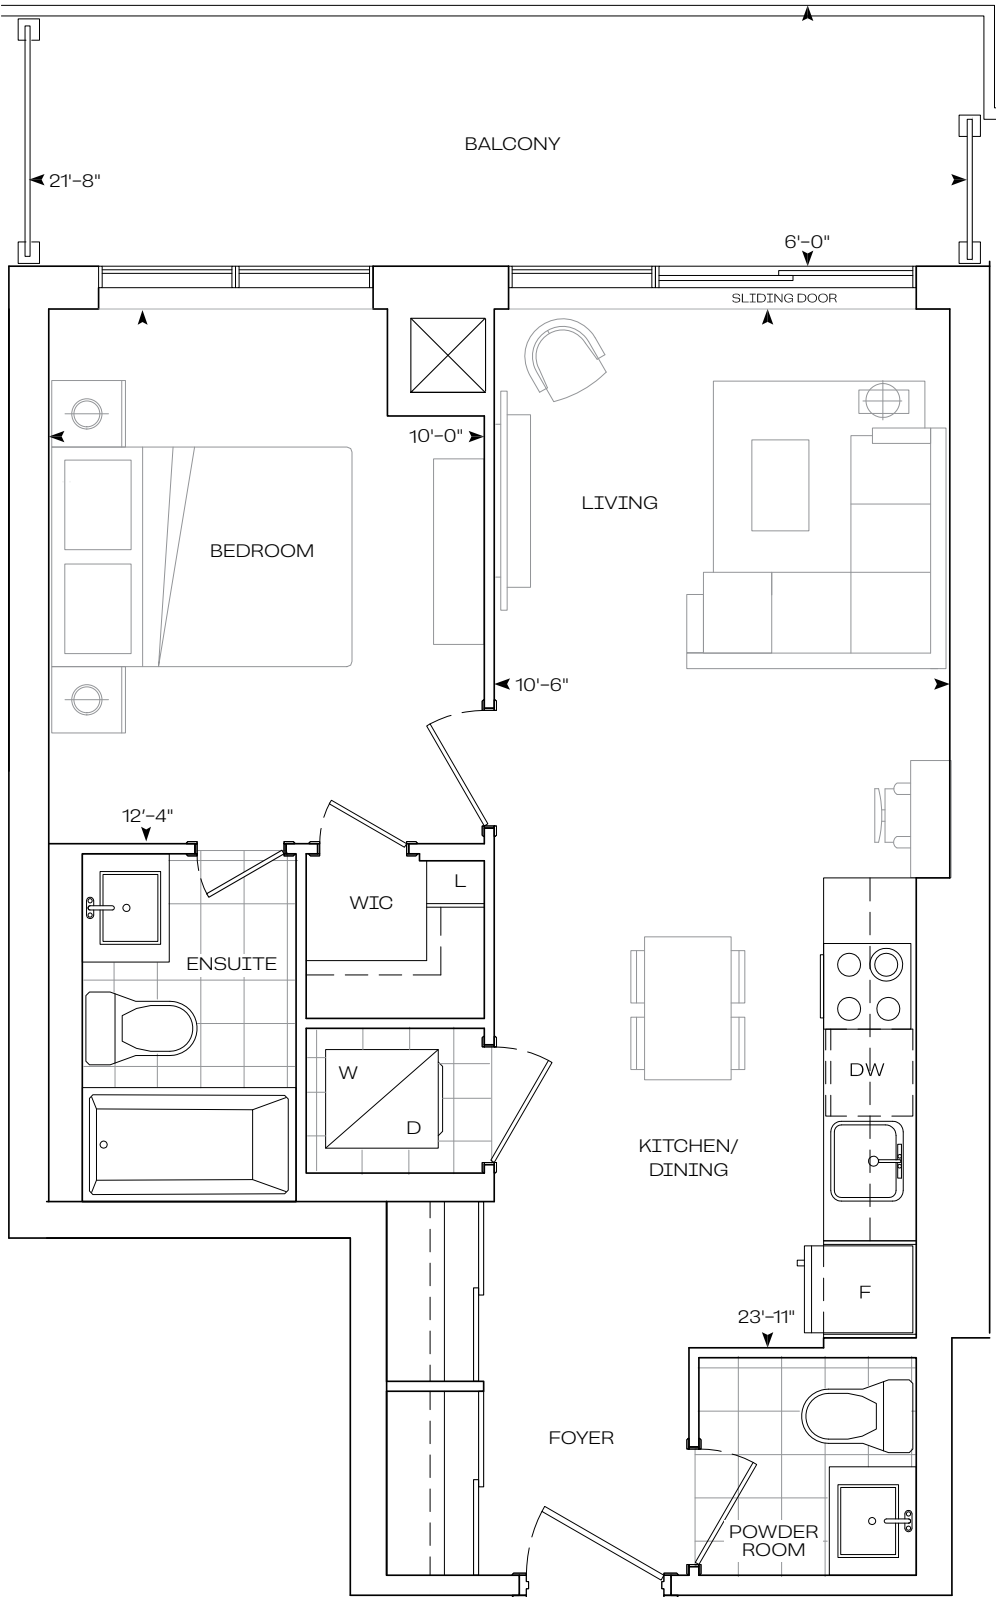 BALCONY
21'-8"
6'-0"
SLIDING DOOR
10'-0"
LIVING
BEDROOM
10'-6"
12'-4"
L
WIC
ENSUITE
W
DW
D
KITCHEN/
DINING
F
23'-11"
FOYER
POWDER
ROOM